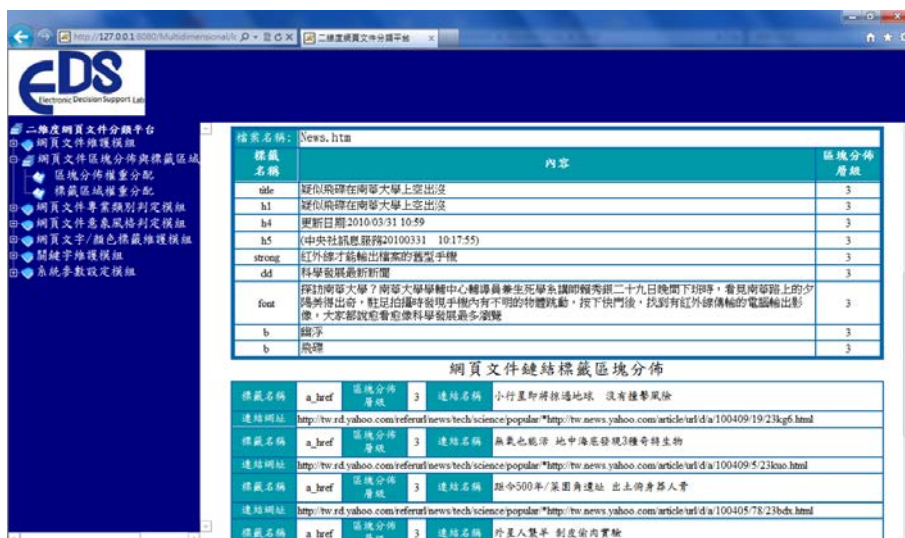 http://127.0.0.1:8080/Multidimensional/c
二維度網頁文件分類平台
EDS
Electronic Decision Support Lab
二維度網頁文件分類平台
網頁文件維護模組
網頁文件區塊分佈與標籤區域
區塊分佈權重分配
標籤區域權重分配
網頁文件專業類別判定模組
網頁文件意象風格判定模組
網頁文字/顏色標籤維護模組
關鍵字維護模組
系統參數設定模組
檔案名稱: News.htm
標籤名稱 內容 區塊分佈層級
title 疑似飛碟在南華大學上空出沒 3
h1 疑似飛碟在南華大學上空出沒 3
h4 更新日期:2010/03/31 10:59 3
h5 (中央社訊息服務20100331 10:17:55) 3
strong 紅外線才能輸出檔案的舊型手機 3
dd 科學發展最新新聞 3
font 探訪南華大學?南華大學學輔中心輔導員兼生死學系講師賴秀銀二十九日晚間下班時,看見南華路上的夕
陽美得出奇,駐足拍攝時發現手機內有不明的物體跳動,按下快門後,找到有紅外線傳輸的電腦輸出影
像,大家都說愈看愈像科學發展最多瀏覽 3
b 幽浮 3
b 飛碟 3
網頁文件鏈結標籤區塊分佈
標籤名稱 a_href 區塊分佈層級 3 連結名稱 小行星即將掠過地球 沒有撞擊風險
連結網址 http://tw.rd.yahoo.com/referurl/news/tech/science/popular/*http://tw.news.yahoo.com/article/url/d/a/100409/19/23kg6.html
標籤名稱 a_href 區塊分佈層級 3 連結名稱 無氧也能活 地中海底發現3種奇特生物
連結網址 http://tw.rd.yahoo.com/referurl/news/tech/science/popular/*http://tw.news.yahoo.com/article/url/d/a/100409/5/23kuo.html
標籤名稱 a_href 區塊分佈層級 3 連結名稱 距今500年/菜園角遺址 出土俯身器人骨
連結網址 http://tw.rd.yahoo.com/referurl/news/tech/science/popular/*http://tw.news.yahoo.com/article/url/d/a/100405/78/23bdx.html
標籤名稱 a_href 區塊分佈 3 連結名稱 外星人襲羊 剖皮偷肉實驗